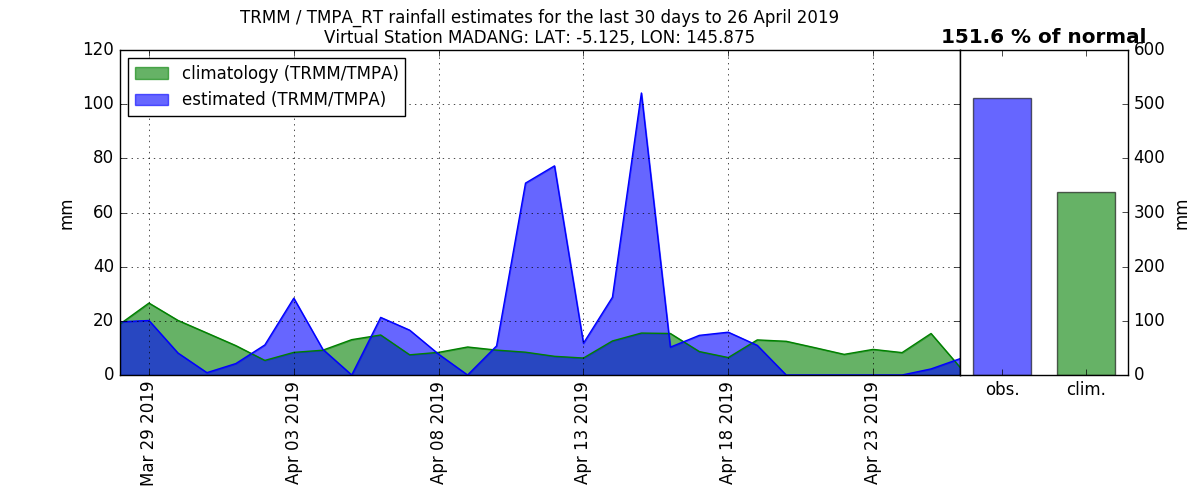 TRMM / TMPA_RT rainfall estimates for the last 30 days to 26 April 2019
Virtual Station MADANG: LAT: -5.125, LON: 145.875
151.6 % of normal
climatology (TRMM/TMPA)
estimated (TRMM/TMPA)
mm
120
100
80
60
40
20
0
Mar 29 2019
Apr 03 2019
Apr 08 2019
Apr 13 2019
Apr 18 2019
Apr 23 2019
600
500
400
300
200
100
0
mm
obs.
clim.